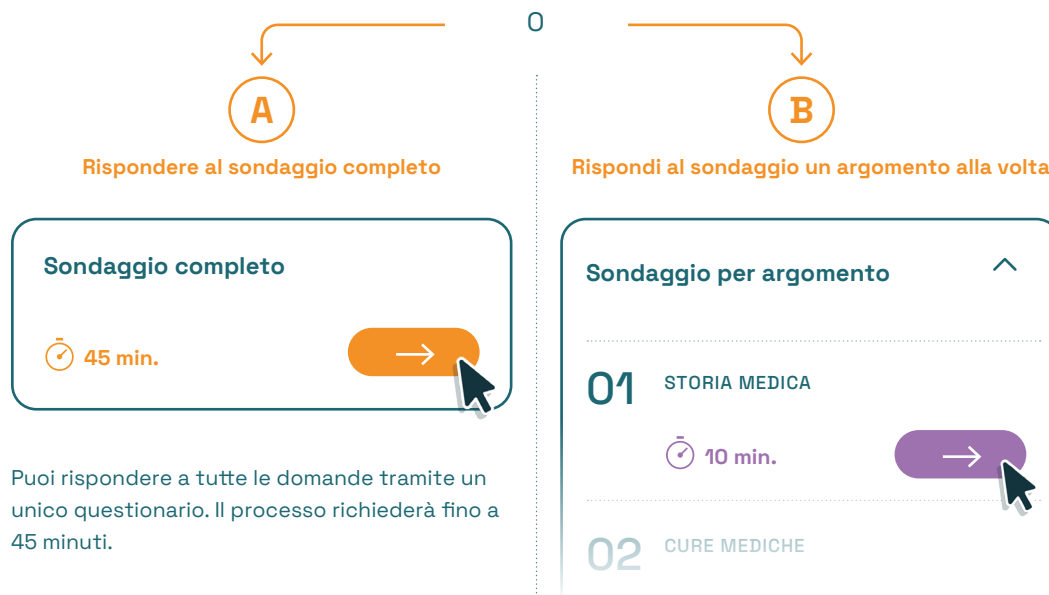 O
A
Rispondere al sondaggio completo
Sondaggio completo
45 min.
Puoi rispondere a tutte le domande tramite un
unico questionario. Il processo richiederà fino a
45 minuti.
B
Rispondi al sondaggio un argomento alla volta
Sondaggio per argomento
01 STORIA MEDICA
10 min.
02 CURE MEDICHE